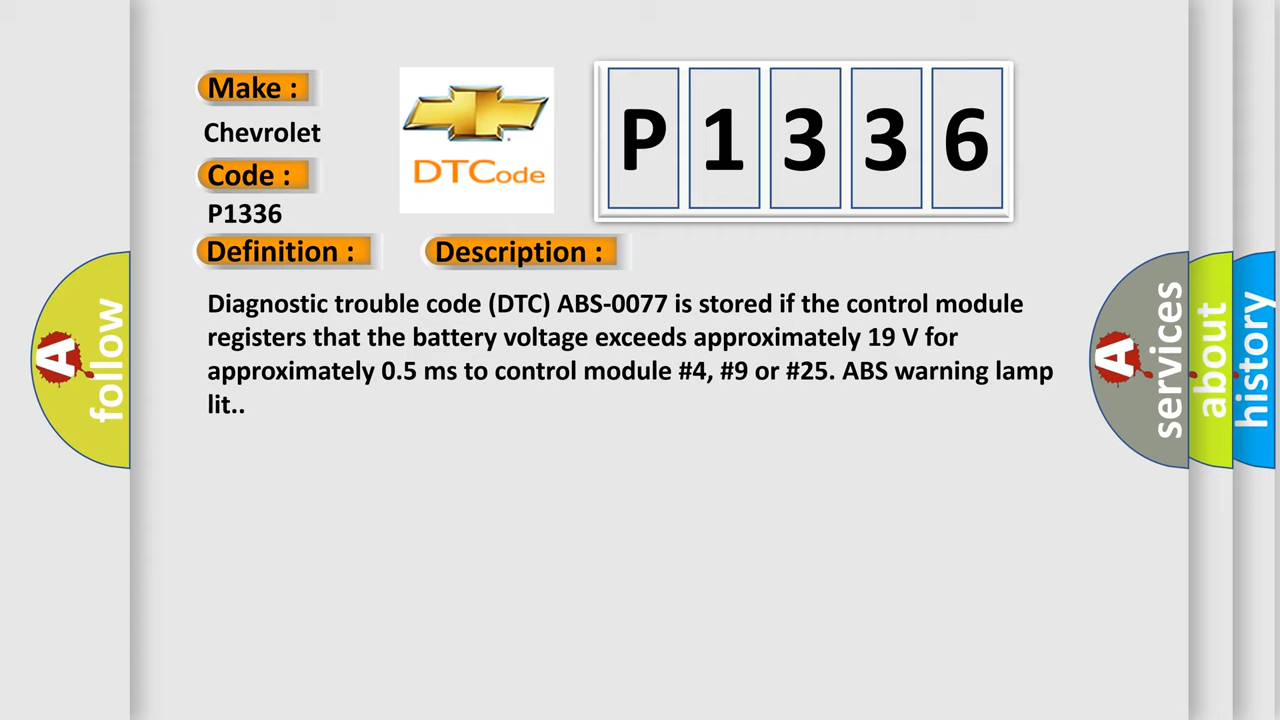 Make :
Chevrolet
Code :
P1336
Definition :
Description :
DTCode
P 1 3 3 6
Diagnostic trouble code (DTC) ABS-0077 is stored if the control module
registers that the battery voltage exceeds approximately 19 V for
approximately 0.5 ms to control module #4, #9 or #25. ABS warning lamp
lit..
A follow
A services
about
history